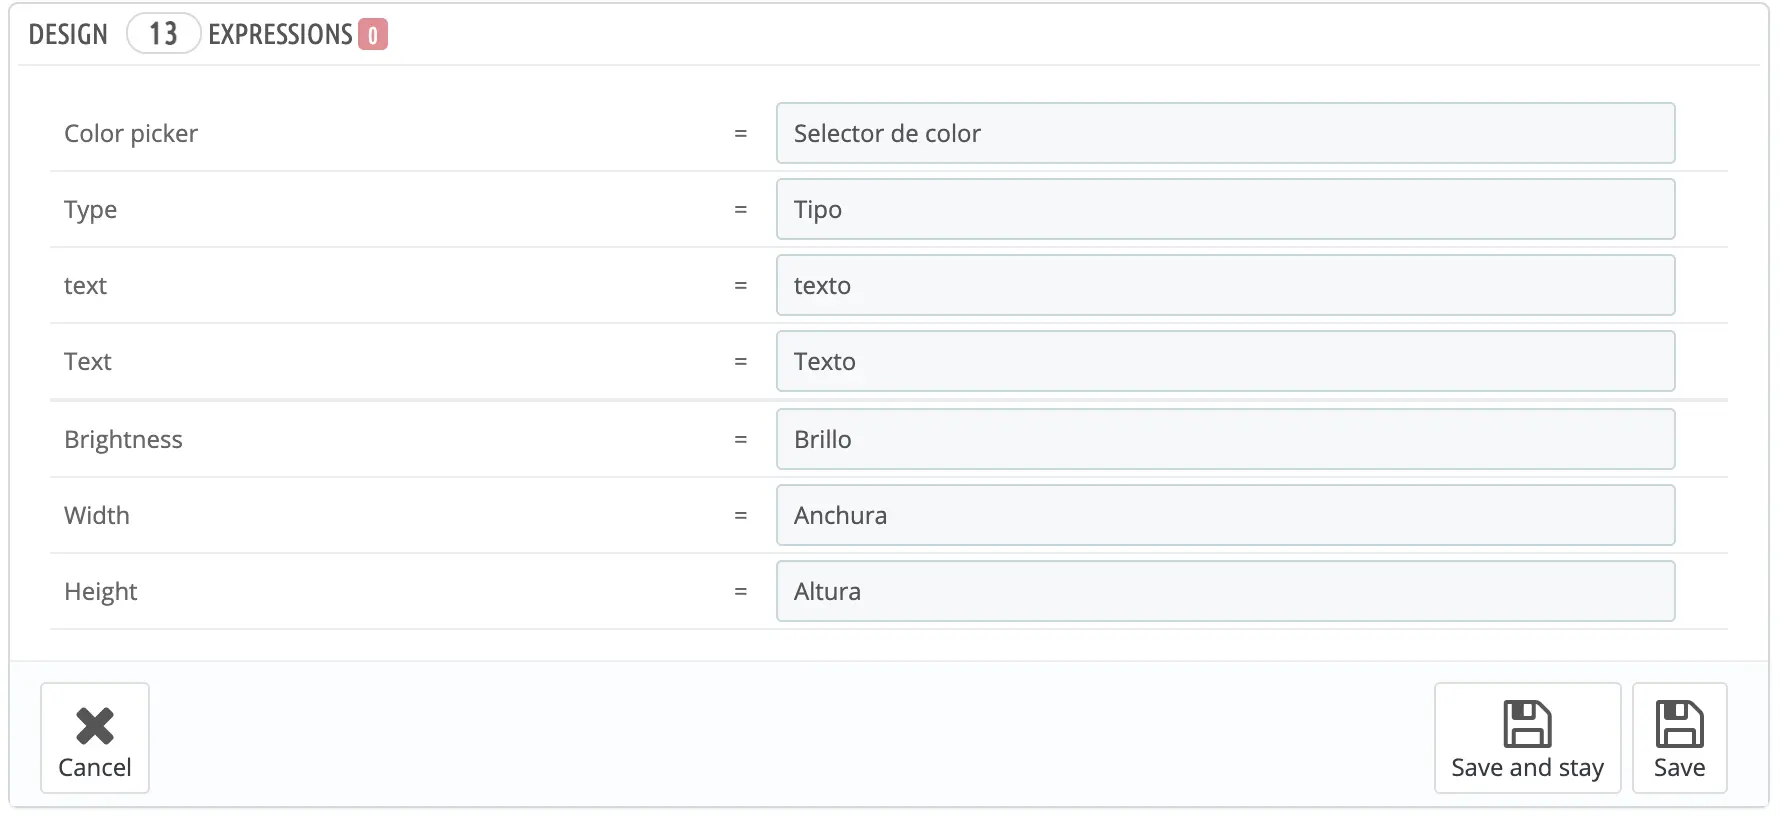 DESIGN 13 EXPRESSIONS 0
Color picker = Selector de color
Type = Tipo
text = texto
Text = Texto
Brightness = Brillo
Width = Anchura
Height = Altura
Cancel Save and stay Save